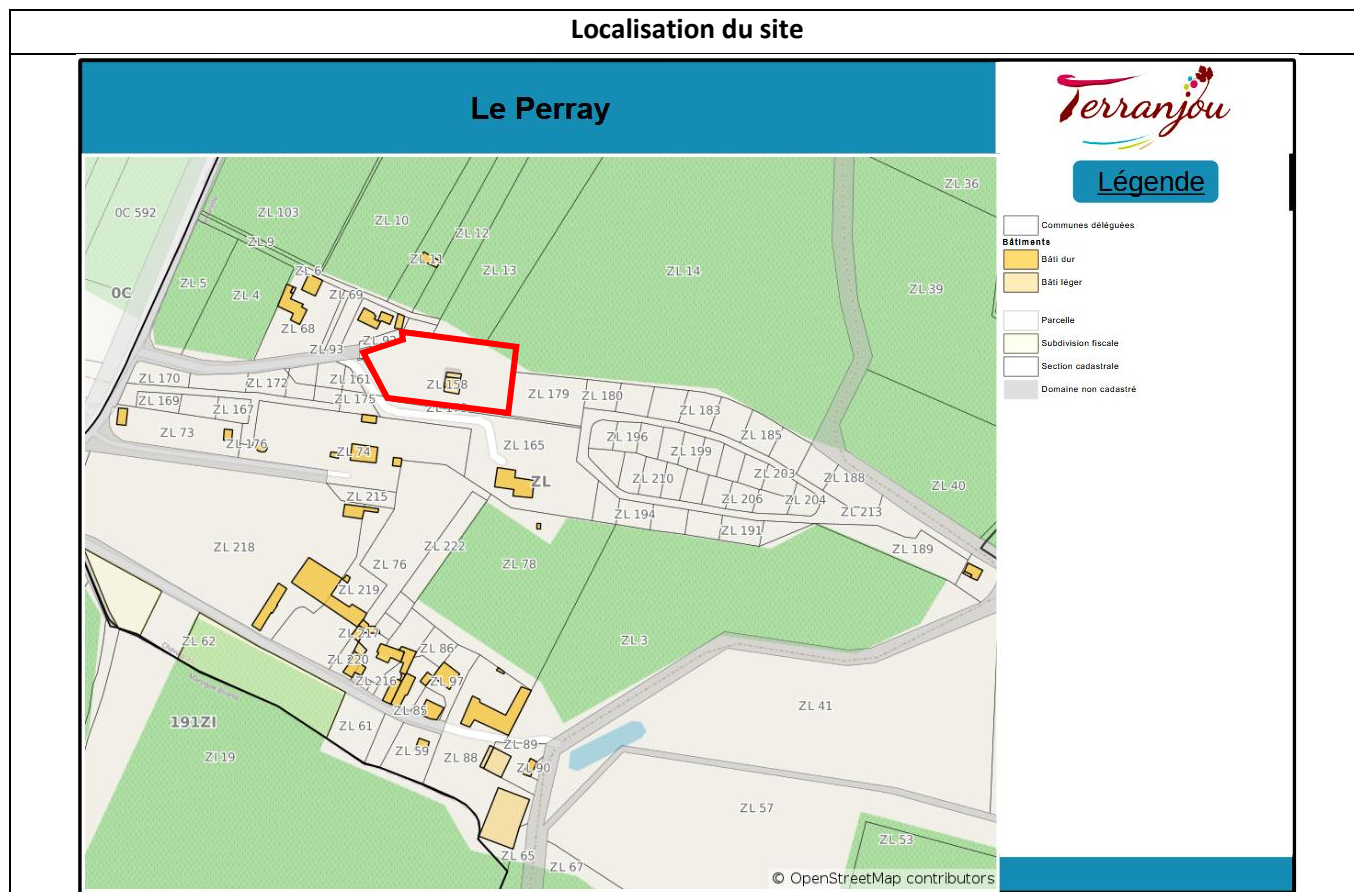 Localisation du site
Le Perray
Terranjou
Légende
Communes déléguées
Bâtiments
Bâti dur
Bâti léger
Parcelle
Subdivision fiscale
Section cadastrale
Domaine non cadastré
ZL 36
0C 592
ZL 103
ZL 10
ZL 12
ZL 9
ZL 11
ZL 13
ZL 14
ZL 6
ZL 5
ZL 4
ZL 69
ZL 39
0C
ZL 68
ZL 93
ZL 170
ZL 172
ZL 161
ZL 158
ZL 175
ZL 179
ZL 180
ZL 169
ZL 167
ZL 183
ZL 73
ZL 176
ZL 74
ZL 165
ZL 196
ZL 185
ZL 199
ZL
ZL 210
ZL 203
ZL 188
ZL 40
ZL 215
ZL 206
ZL 204
ZL 194
ZL 213
ZL 191
ZL 218
ZL 222
ZL 189
ZL 76
ZL 78
ZL 219
ZL 62
ZL 217
ZL 86
ZL 3
ZL 220
ZL 216
ZL 97
191ZI
ZL 85
ZL 61
ZL 41
ZI 19
ZL 59
ZL 88
ZL 89
ZL 90
ZL 57
ZL 53
ZL 65
ZL 67
© OpenStreetMap contributors